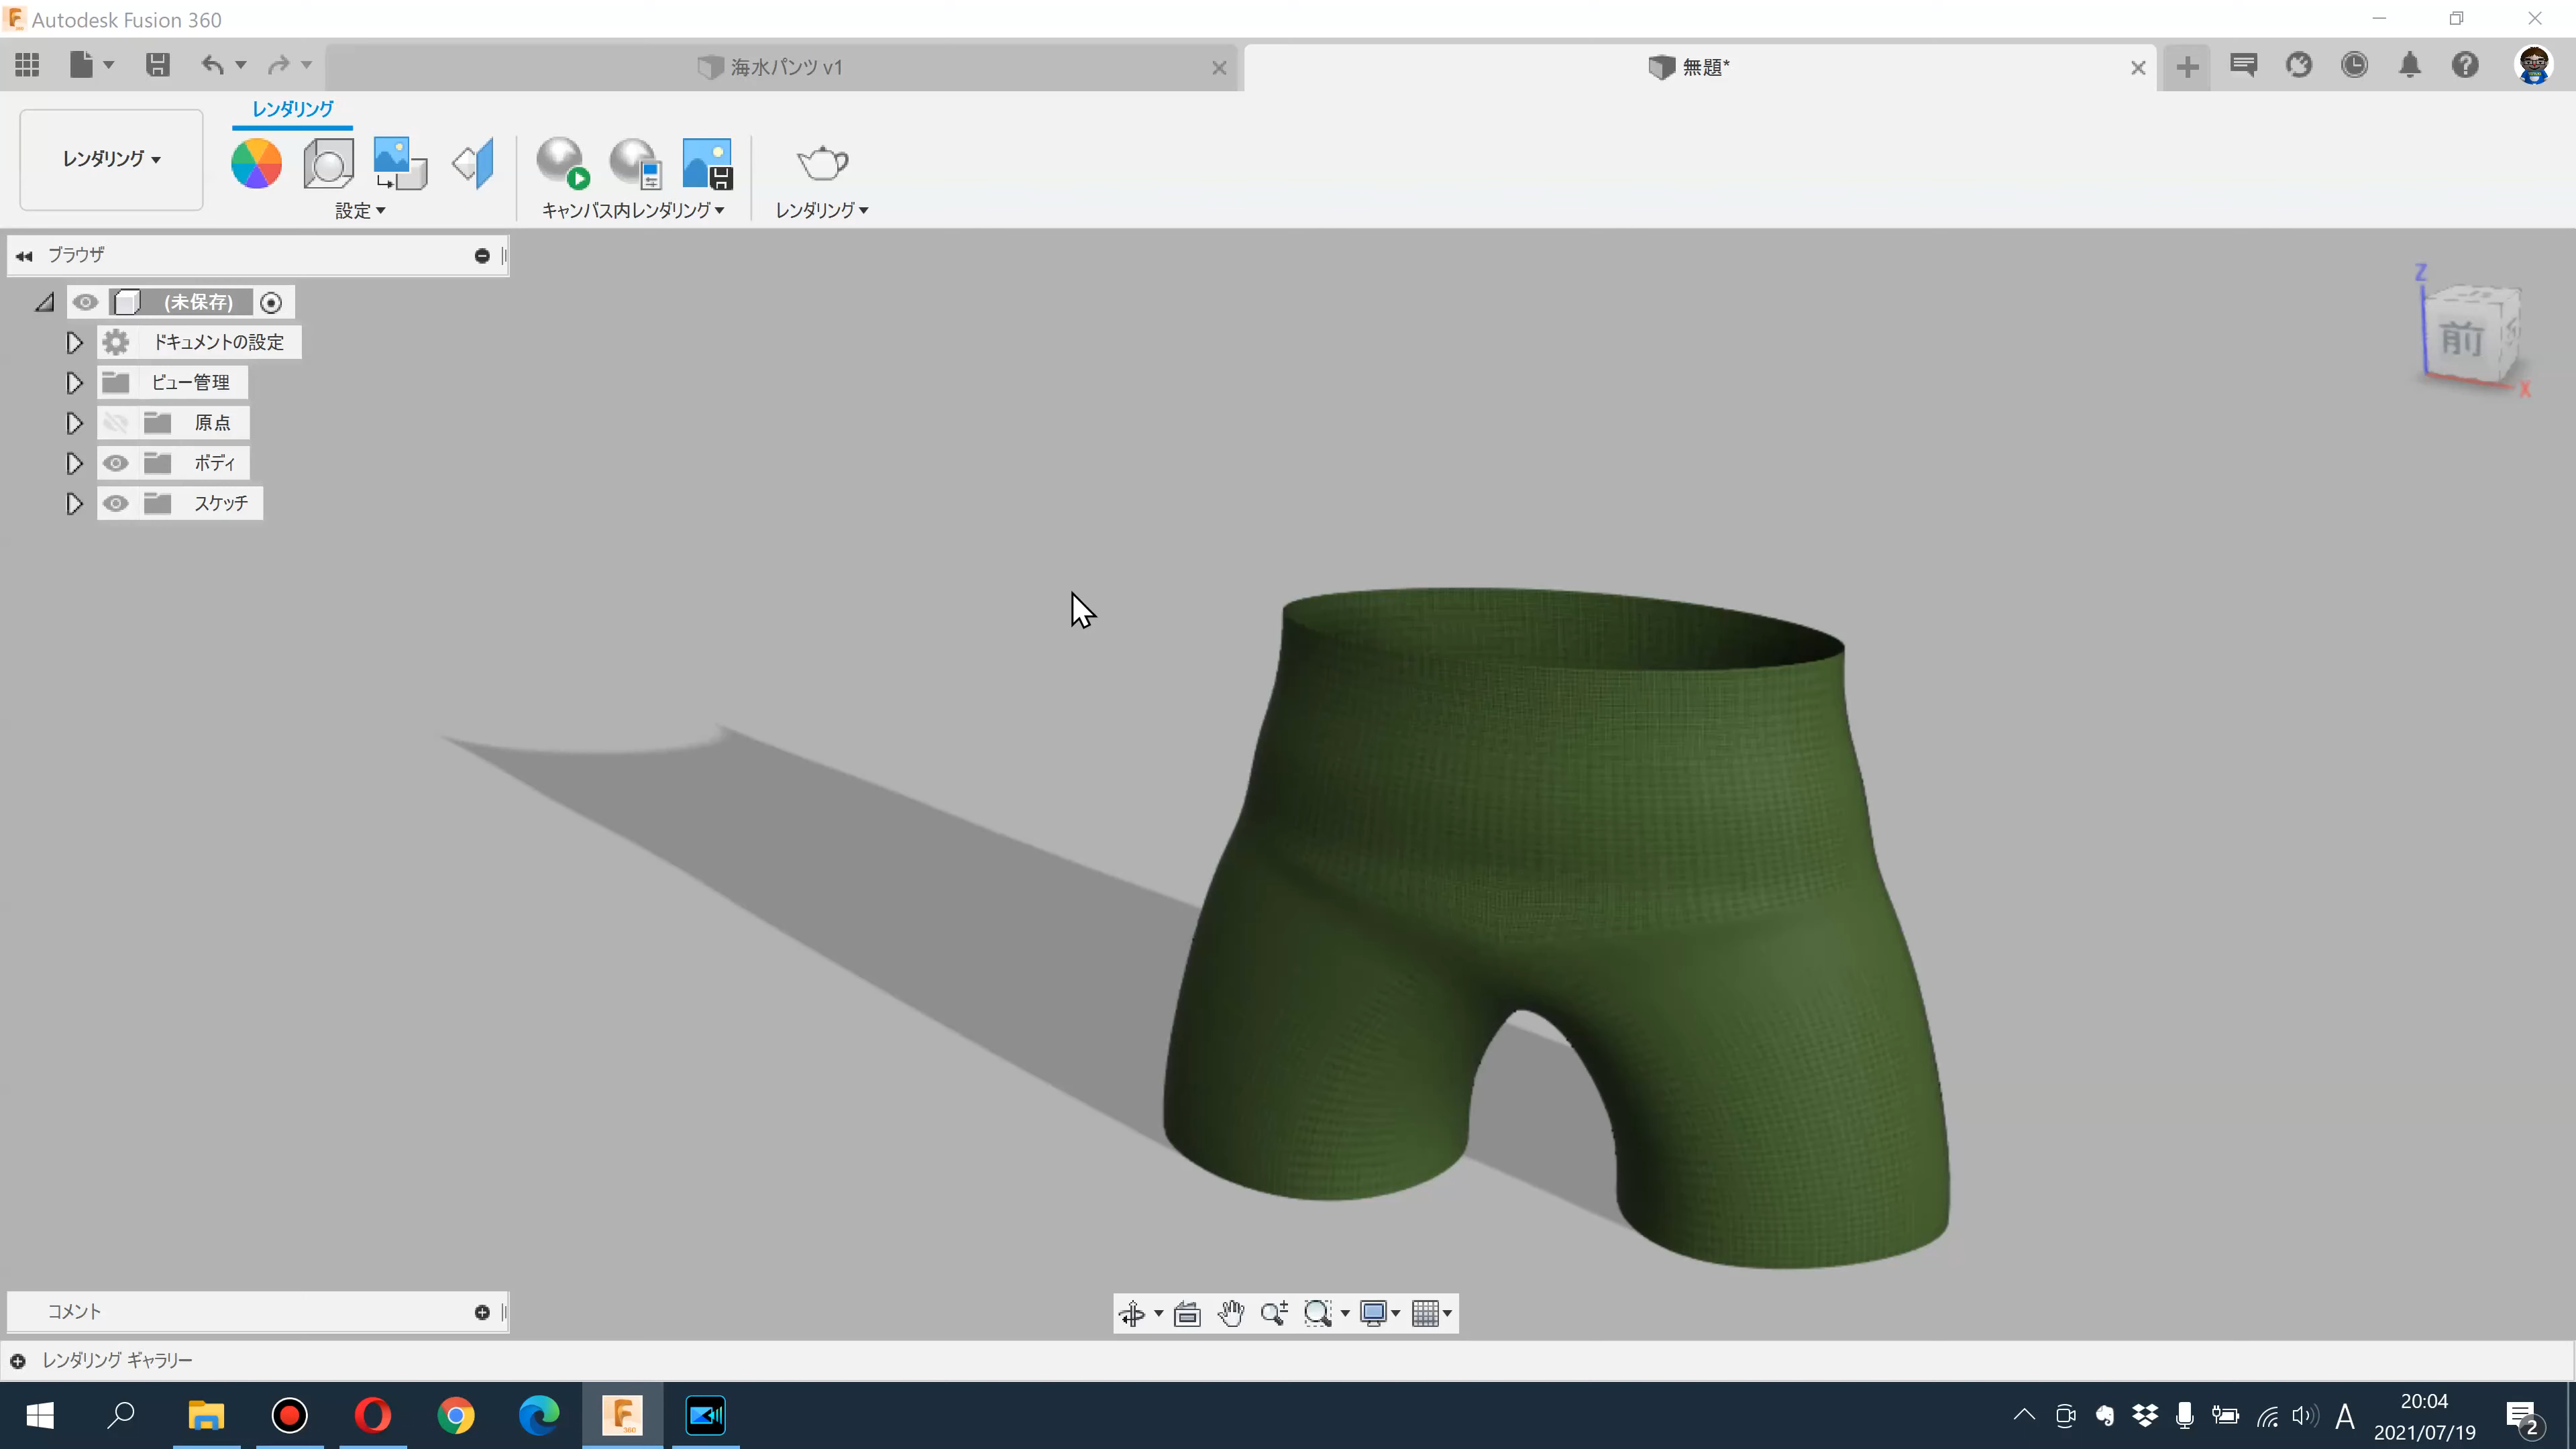 Autodesk Fusion 360
海水パンツ v1
無題*
レンダリング
レンダリング
設定
キャンバス内レンダリング
レンダリング
ブラウザ
(未保存)
ドキュメントの設定
ビュー管理
原点
ボディ
スケッチ
Z
前
X
コメント
レンダリング ギャラリー
360
A
20:04
2021/07/19
2